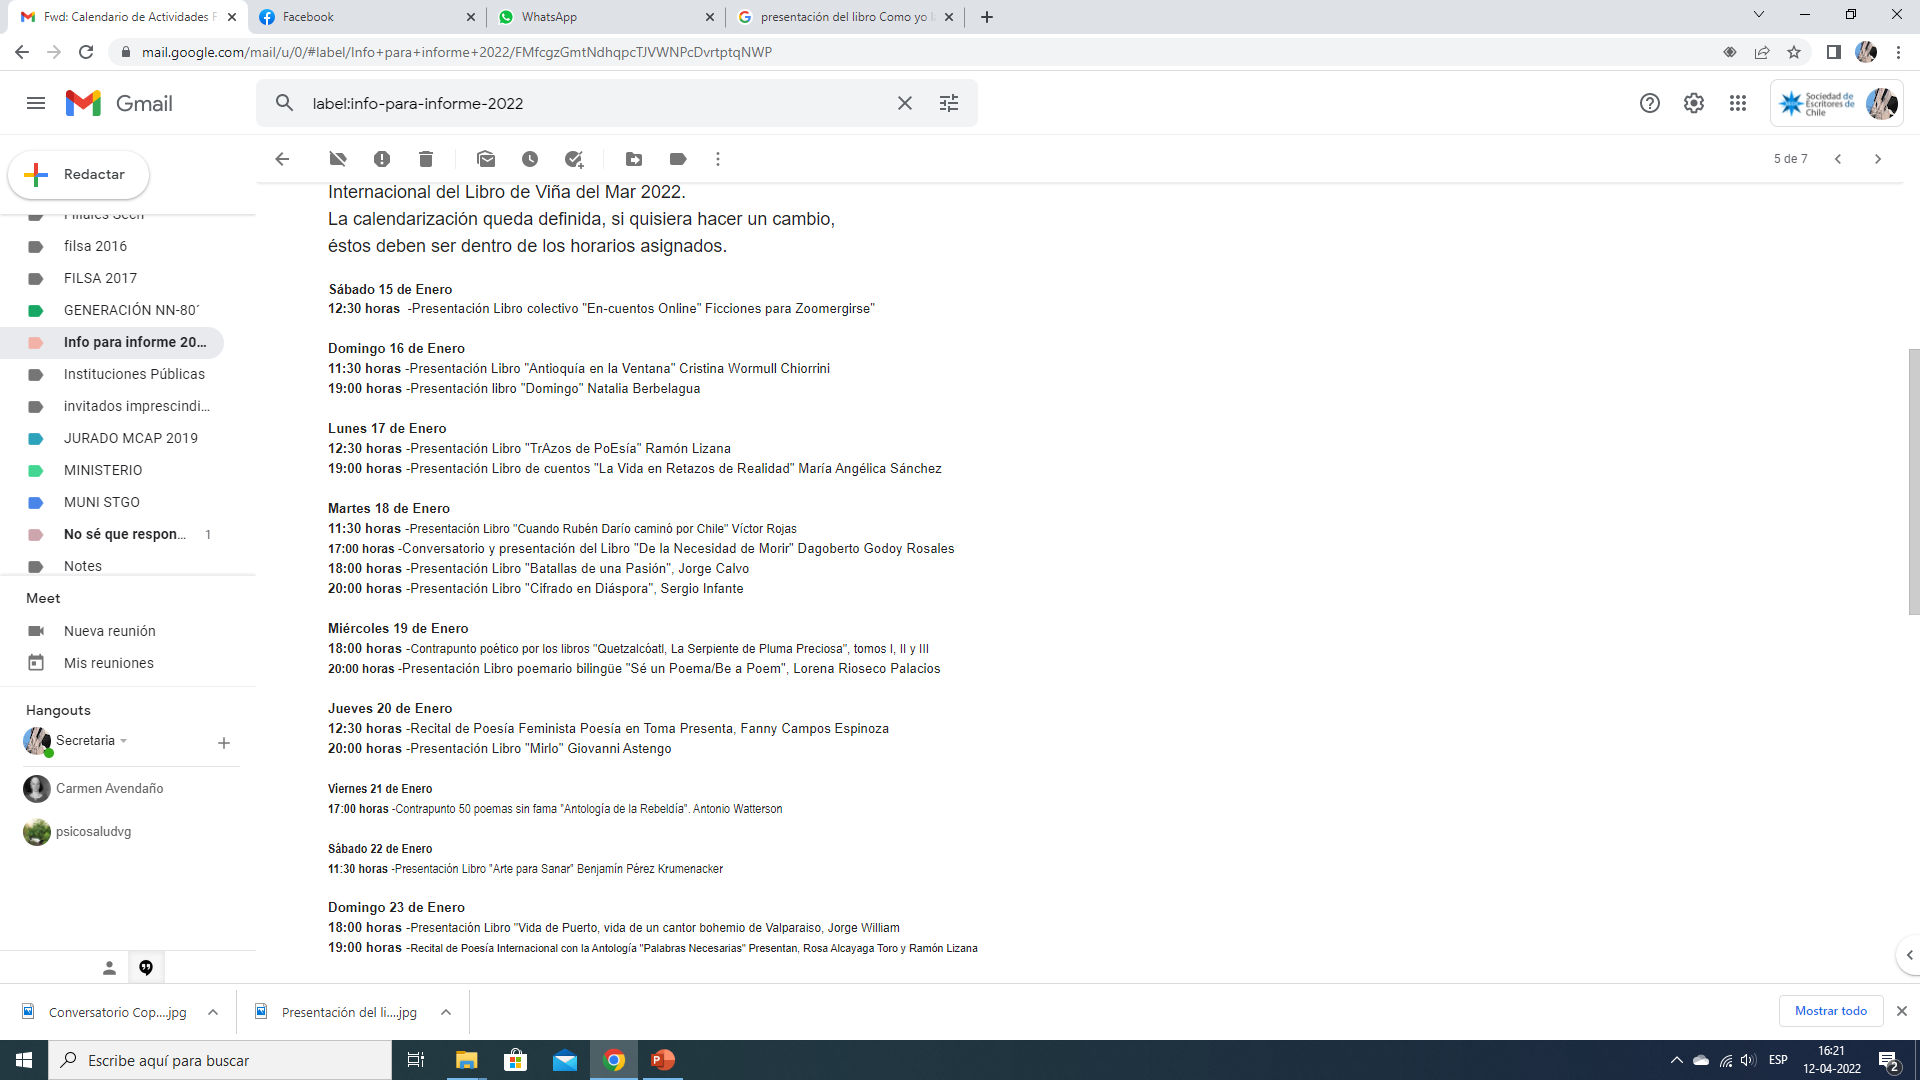 Fwd: Calendario de Actividades F
Facebook
WhatsApp
presentación del libro Como yo l
mail.google.com/mail/u/0/#label/Info+para+informe+2022/FMfcgzGmtNdhqpcTJVWNPcDvrtptqNWP
Gmail
label:info-para-informe-2022
Sociedad de
Escritores de
Chile
Redactar
5 de 7
Filiales Sech
filsa 2016
FILSA 2017
GENERACIÓN NN-80´
Info para informe 20...
Instituciones Públicas
invitados imprescindi...
JURADO MCAP 2019
MINISTERIO
MUNI STGO
No sé que respon... 1
Notes
Meet
Nueva reunión
Mis reuniones
Hangouts
Secretaria
Carmen Avendaño
psicosaludvg
Internacional del Libro de Viña del Mar 2022.
La calendarización queda definida, si quisiera hacer un cambio,
éstos deben ser dentro de los horarios asignados.
Sábado 15 de Enero
12:30 horas -Presentación Libro colectivo "En-cuentos Online" Ficciones para Zoomergirse"
Domingo 16 de Enero
11:30 horas -Presentación Libro "Antioquía en la Ventana" Cristina Wormull Chiorrini
19:00 horas -Presentación libro "Domingo" Natalia Berbelagua
Lunes 17 de Enero
12:30 horas -Presentación Libro "TrAzos de PoEsía" Ramón Lizana
19:00 horas -Presentación Libro de cuentos "La Vida en Retazos de Realidad" María Angélica Sánchez
Martes 18 de Enero
11:30 horas -Presentación Libro "Cuando Rubén Darío caminó por Chile" Víctor Rojas
17:00 horas -Conversatorio y presentación del Libro "De la Necesidad de Morir" Dagoberto Godoy Rosales
18:00 horas -Presentación Libro "Batallas de una Pasión", Jorge Calvo
20:00 horas -Presentación Libro "Cifrado en Diáspora", Sergio Infante
Miércoles 19 de Enero
18:00 horas -Contrapunto poético por los libros "Quetzalcóatl, La Serpiente de Pluma Preciosa", tomos I, II y III
20:00 horas -Presentación Libro poemario bilingüe "Sé un Poema/Be a Poem", Lorena Rioseco Palacios
Jueves 20 de Enero
12:30 horas -Recital de Poesía Feminista Poesía en Toma Presenta, Fanny Campos Espinoza
20:00 horas -Presentación Libro "Mirlo" Giovanni Astengo
Viernes 21 de Enero
17:00 horas -Contrapunto 50 poemas sin fama "Antología de la Rebeldía". Antonio Watterson
Sábado 22 de Enero
11:30 horas -Presentación Libro "Arte para Sanar" Benjamín Pérez Krumenacker
Domingo 23 de Enero
18:00 horas -Presentación Libro "Vida de Puerto, vida de un cantor bohemio de Valparaiso, Jorge William
19:00 horas -Recital de Poesía Internacional con la Antología "Palabras Necesarias" Presentan, Rosa Alcayaga Toro y Ramón Lizana
Conversatorio Cop....jpg
Presentación del li....jpg
Mostrar todo
Escribe aquí para buscar
ESP
16:21
12-04-2022
2